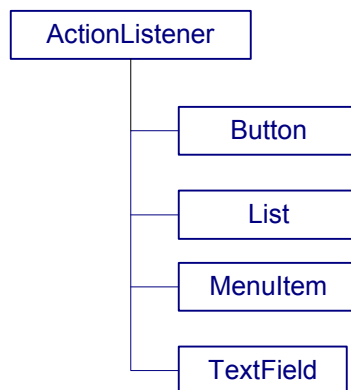 ActionListener
Button
List
MenuItem
TextField